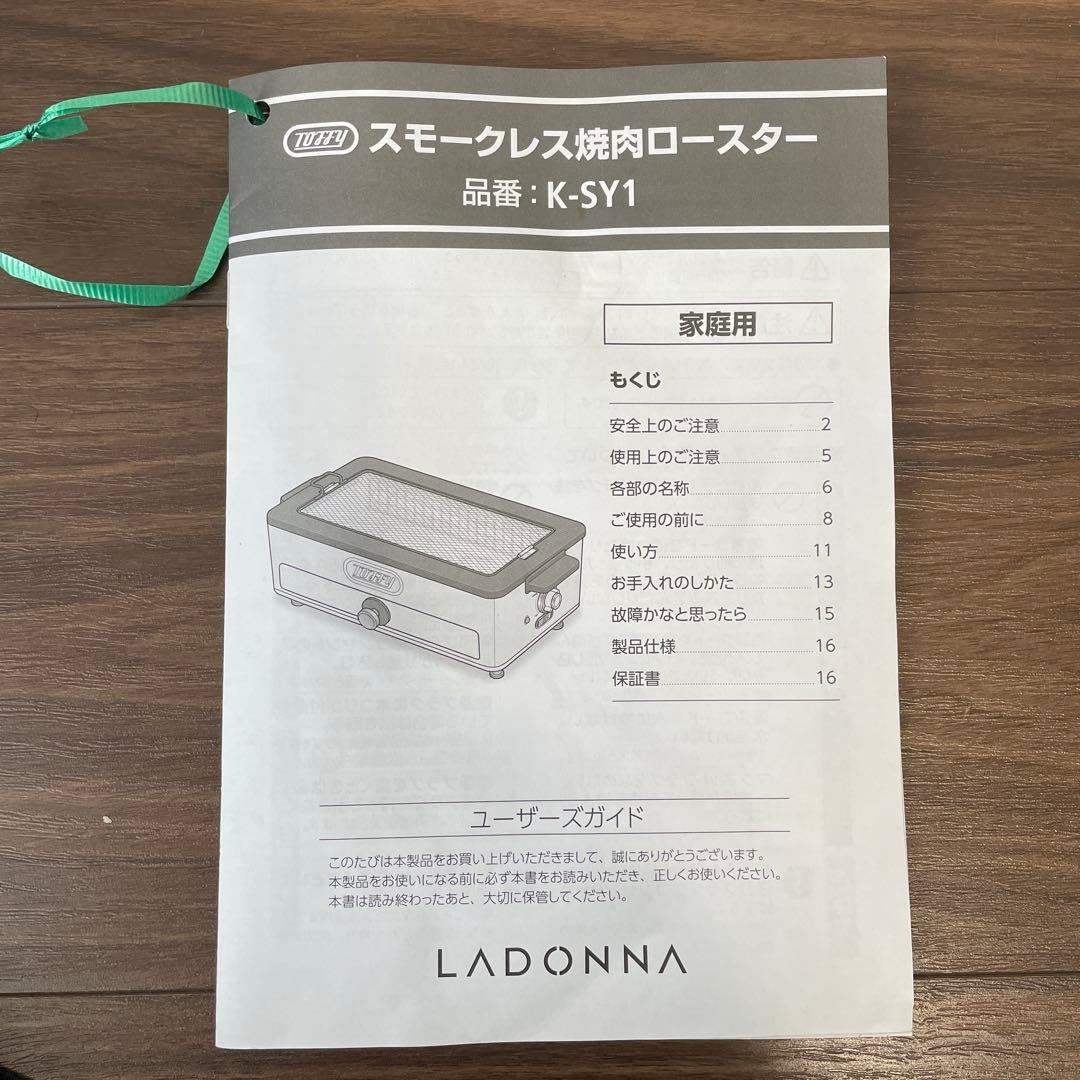 TOFFY スモークレス焼肉ロースター
品番：K-SY1
家庭用
もくじ
安全上のご注意 2
使用上のご注意 5
各部の名称 6
ご使用の前に 8
使い方 11
お手入れのしかた 13
故障かなと思ったら 15
製品仕様 16
保証書 16
TOFFY
ユーザーズガイド
このたびは本製品をお買い上げいただきまして、誠にありがとうございます。
本製品をお使いになる前に必ず本書をお読みいただき、正しくお使いください。
本書は読み終わったあと、大切に保管してください。
LADONNA